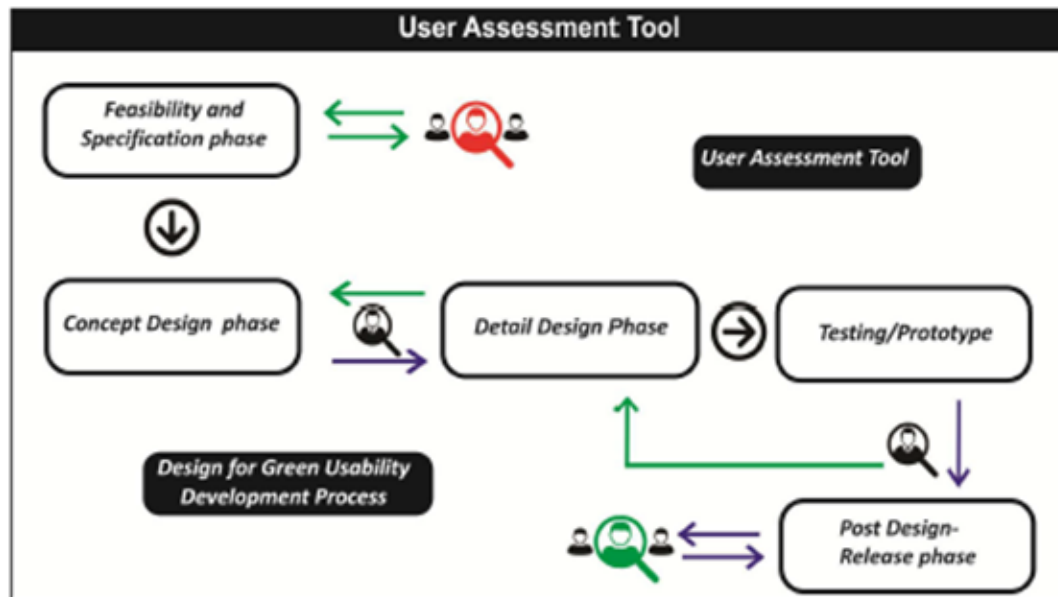 User Assessment Tool
Feasibility and
Specification phase
User Assessment Tool
Concept Design phase
Detail Design Phase
Testing/Prototype
Design for Green Usability
Development Process
Post Design-
Release phase